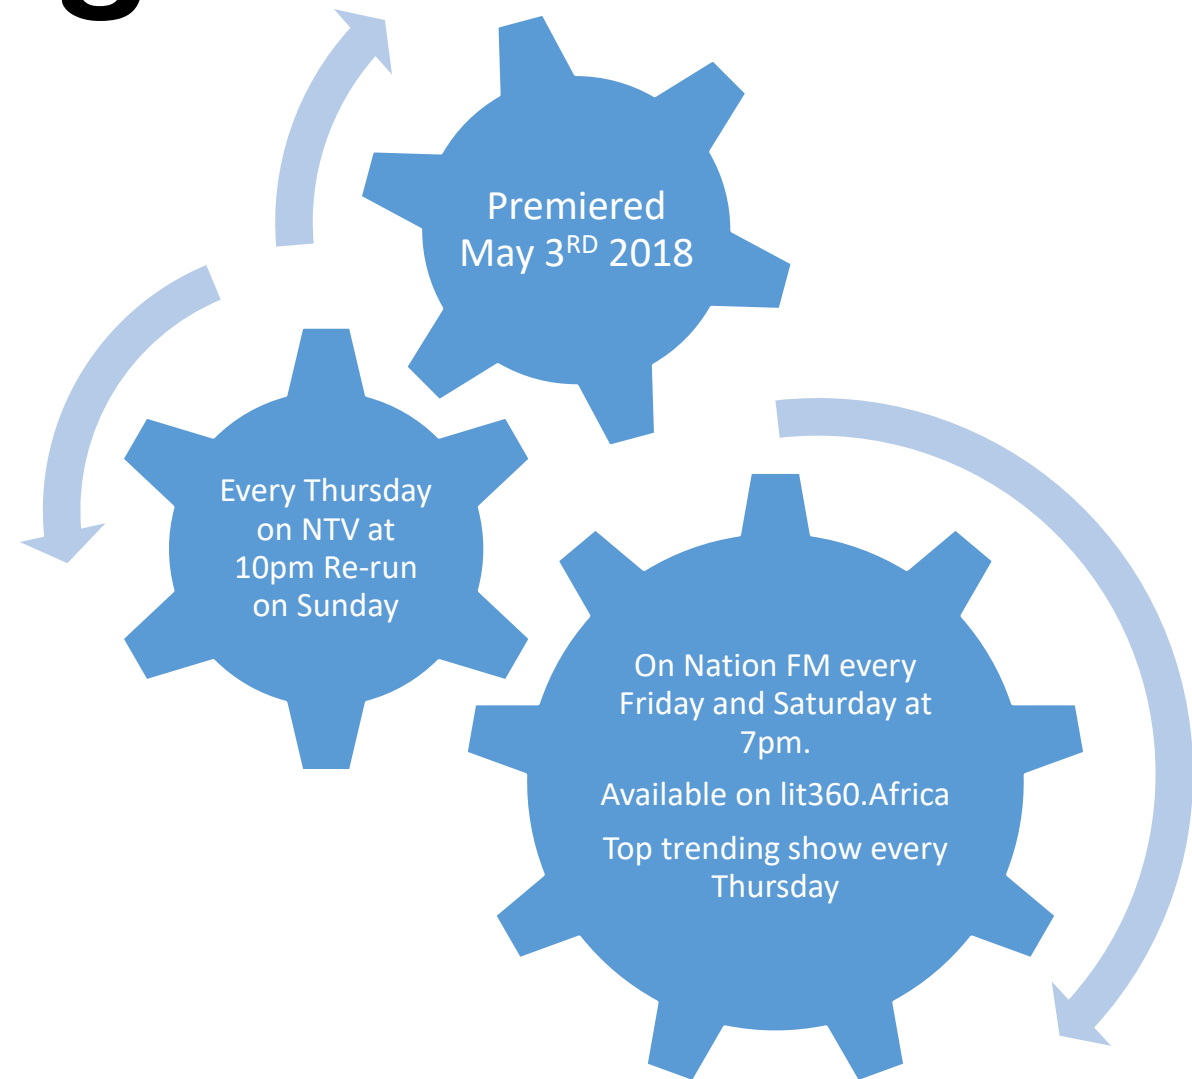 Premiered
May 3RD 2018
Every Thursday
on NTV at
10pm Re-run
on Sunday
On Nation FM every
Friday and Saturday at
7pm.
Available on lit360.Africa
Top trending show every
Thursday